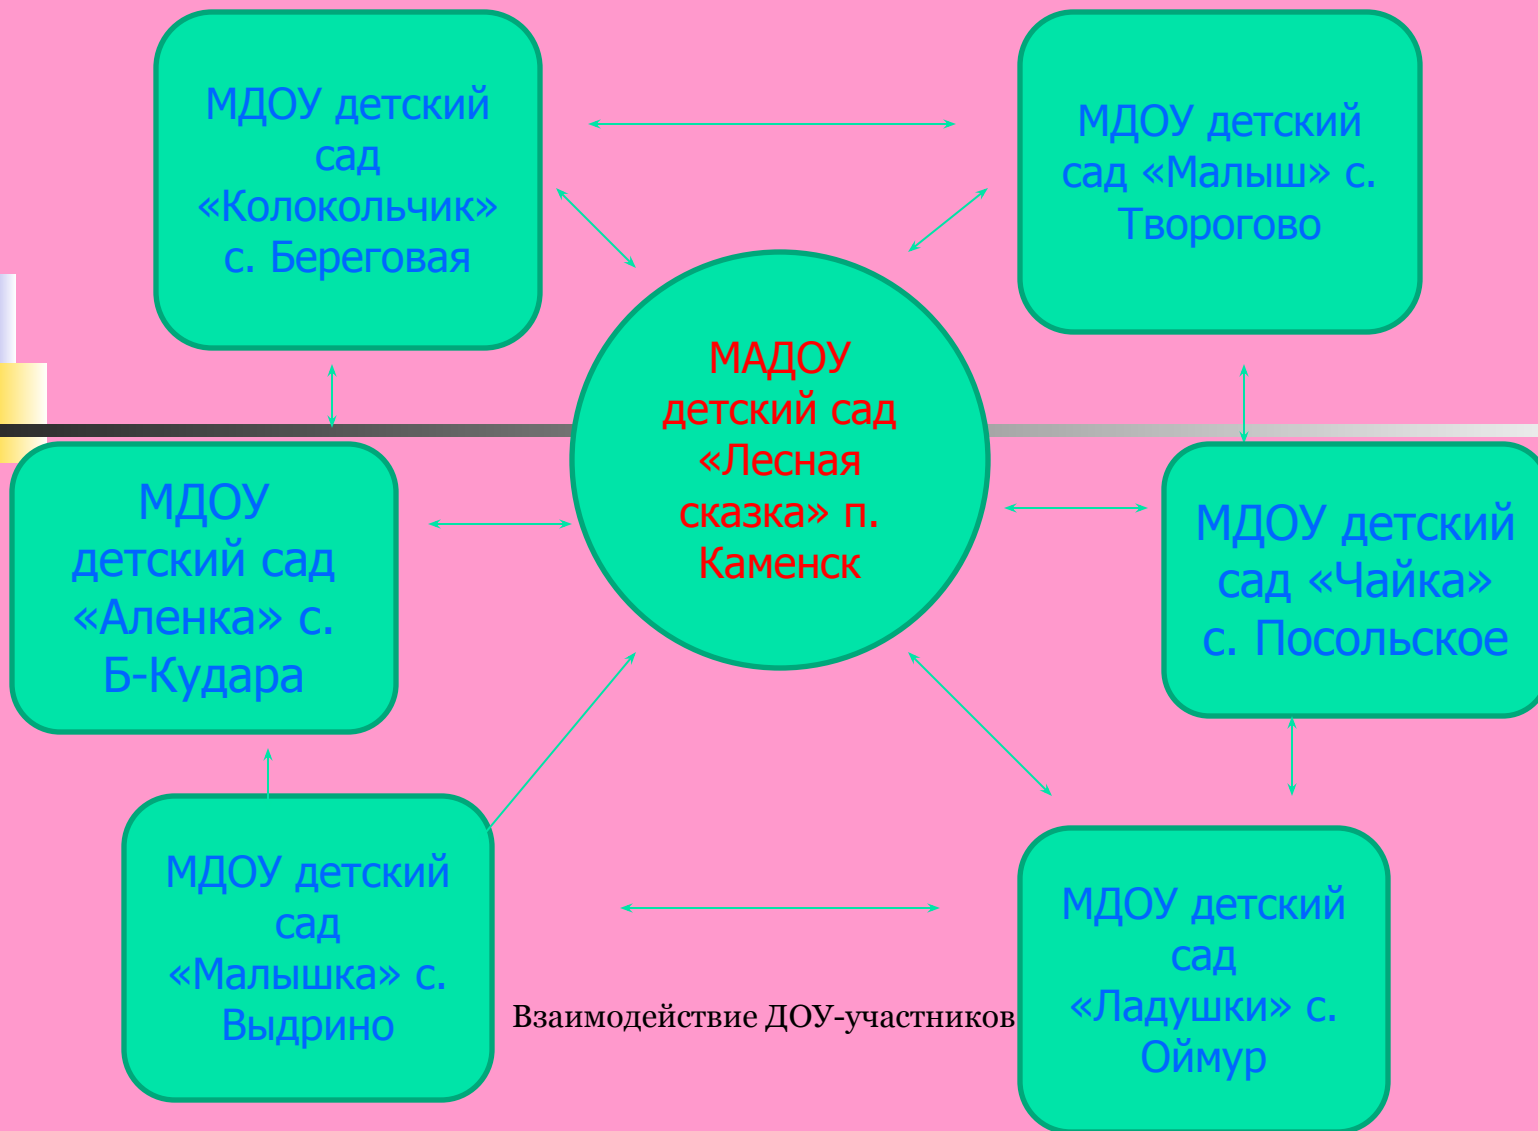 МДОУ детский
сад
«Колокольчик»
с. Береговая
МДОУ детский
сад «Малыш» с.
Творогово
МАДОУ
детский сад
«Лесная
сказка» п.
Каменск
МДОУ
детский сад
«Аленка» с.
Б-Кудара
МДОУ детский
сад «Чайка»
с. Посольское
МДОУ детский
сад
«Малышка» с.
Выдрино
МДОУ детский
сад
«Ладушки» с.
Оймур
Взаимодействие ДОУ-участников